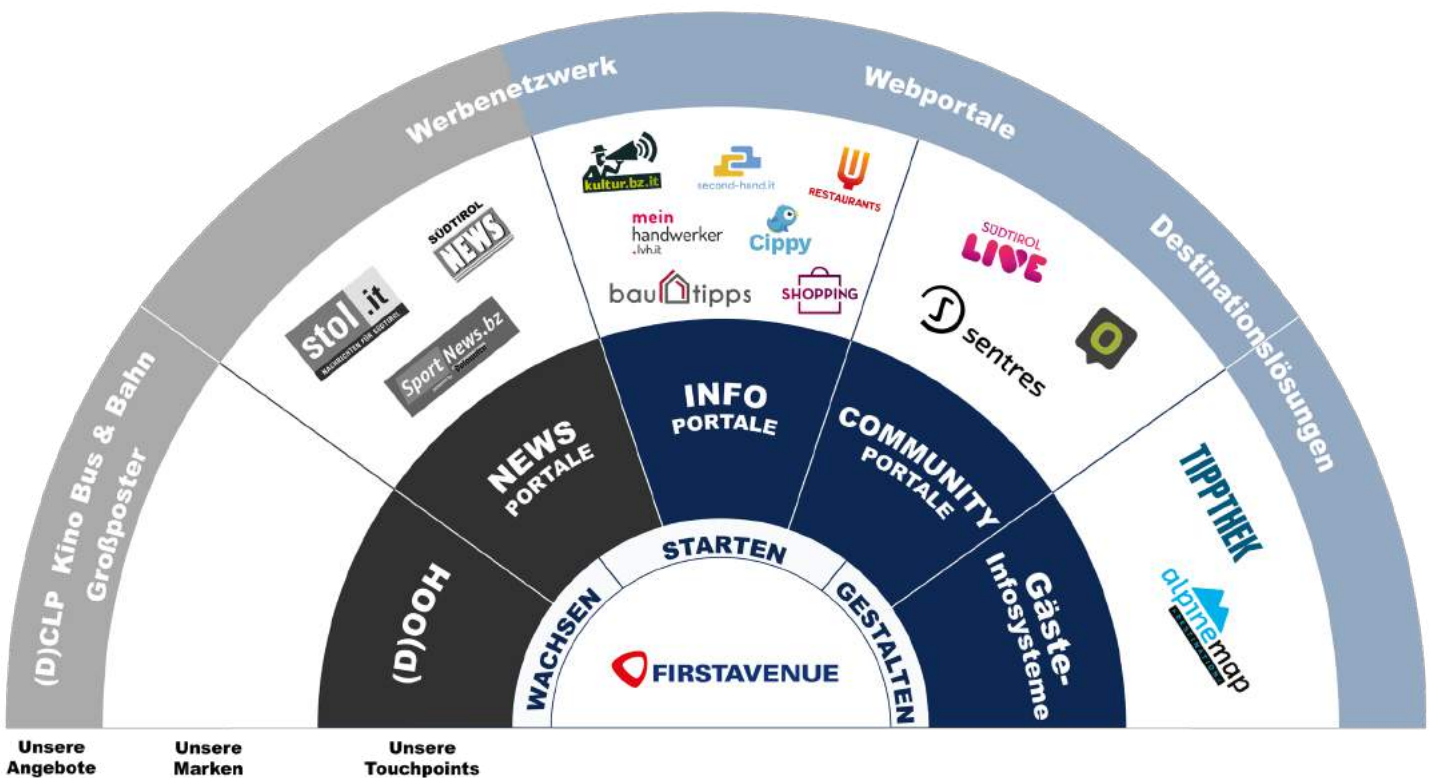 Werbenetzwerk
Webportale
Destinationslösungen
(D)CLP Kino Bus & Bahn
Großposter
SÜDTIROL
NEWS
stol.it
NACHRICHTEN FÜR SÜDTIROL
Sport News.bz
kultur.bz.it
second-hand.it
RESTAURANTS
mein
handwerker
.lvh.it
Cippy
bau tipps
SHOPPING
SÜDTIROL
LIVE
sentres
O
TIPPTHEK
alpinemap
(D)OOH
NEWS
PORTALE
INFO
PORTALE
COMMUNITY
PORTALE
Gäste-
Infosysteme
WACHSEN
STARTEN
GESTALTEN
FIRSTAVENUE
Unsere
Angebote
Unsere
Marken
Unsere
Touchpoints